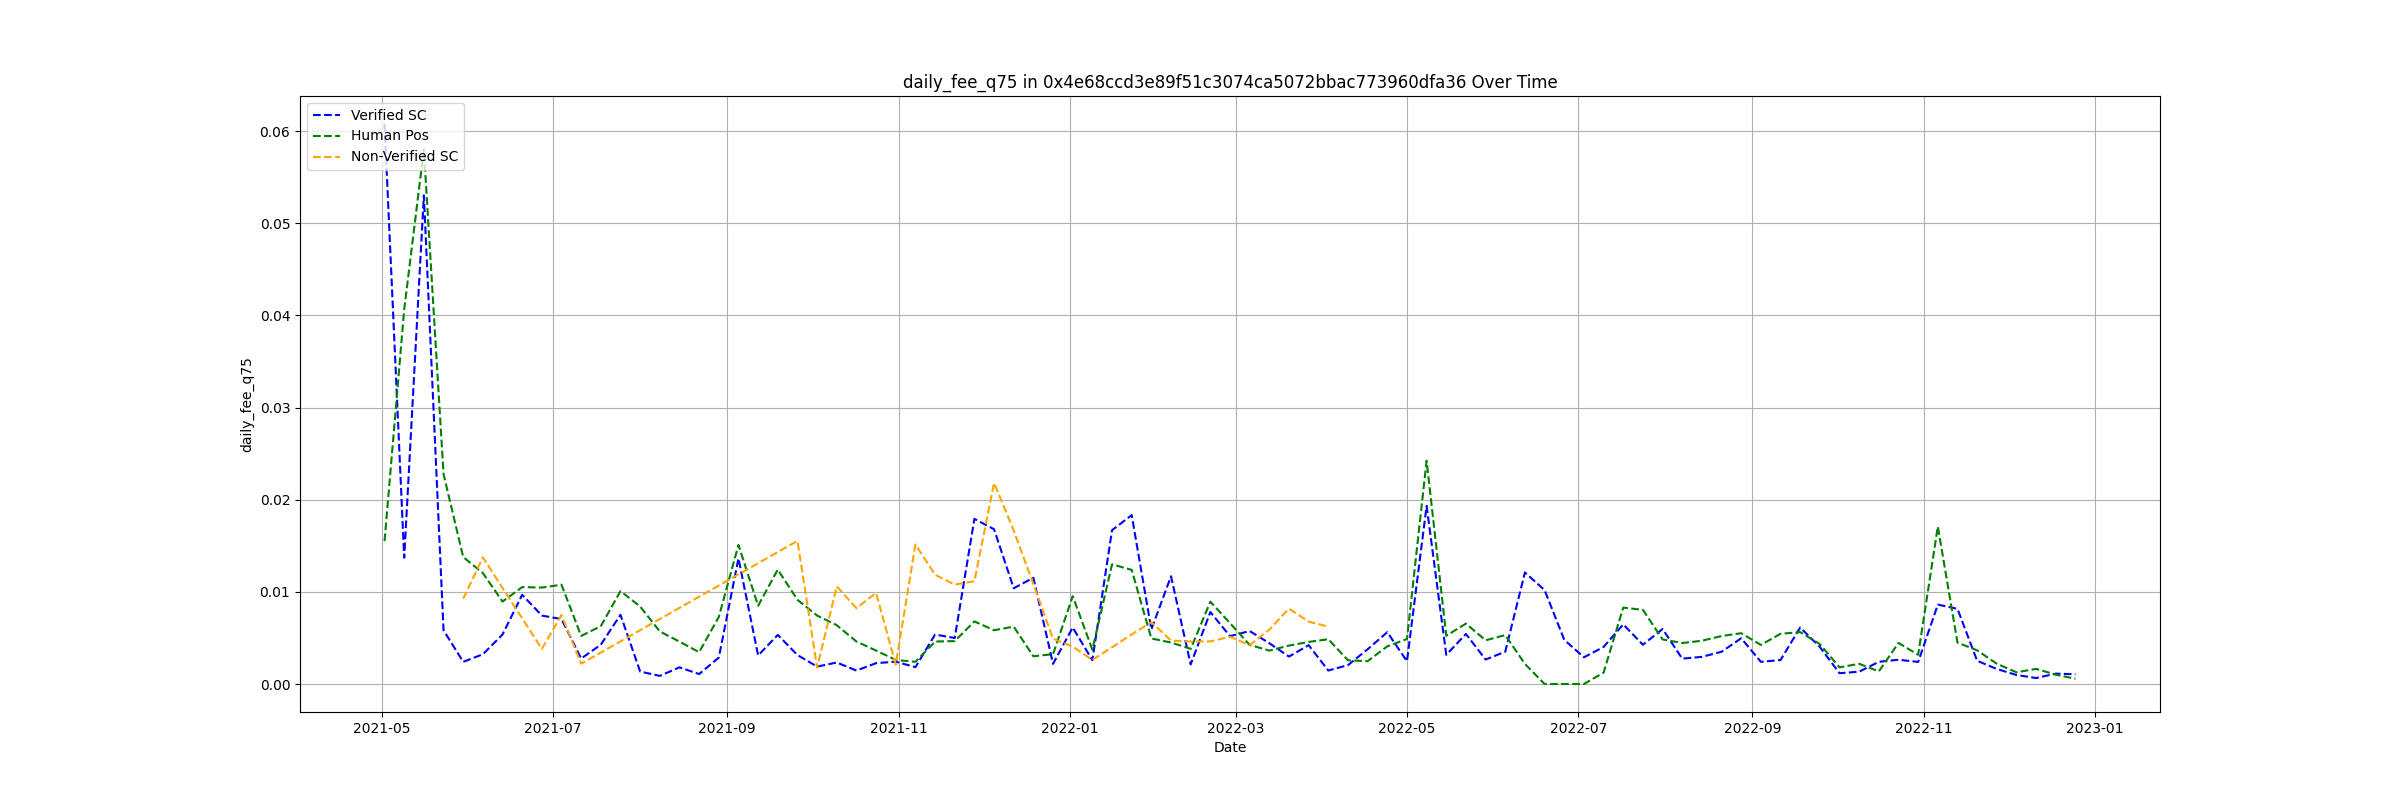 daily_fee_q75 in 0x4e68ccd3e89f51c3074ca5072bbac773960dfa36 Over Time
Verified SC
Human Pos
Non-Verified SC
0.06
0.05
0.04
0.03
0.02
0.01
0.00
daily_fee_q75
2021-05 2021-07 2021-09 2021-11 2022-01 2022-03 2022-05 2022-07 2022-09 2022-11 2023-01
Date